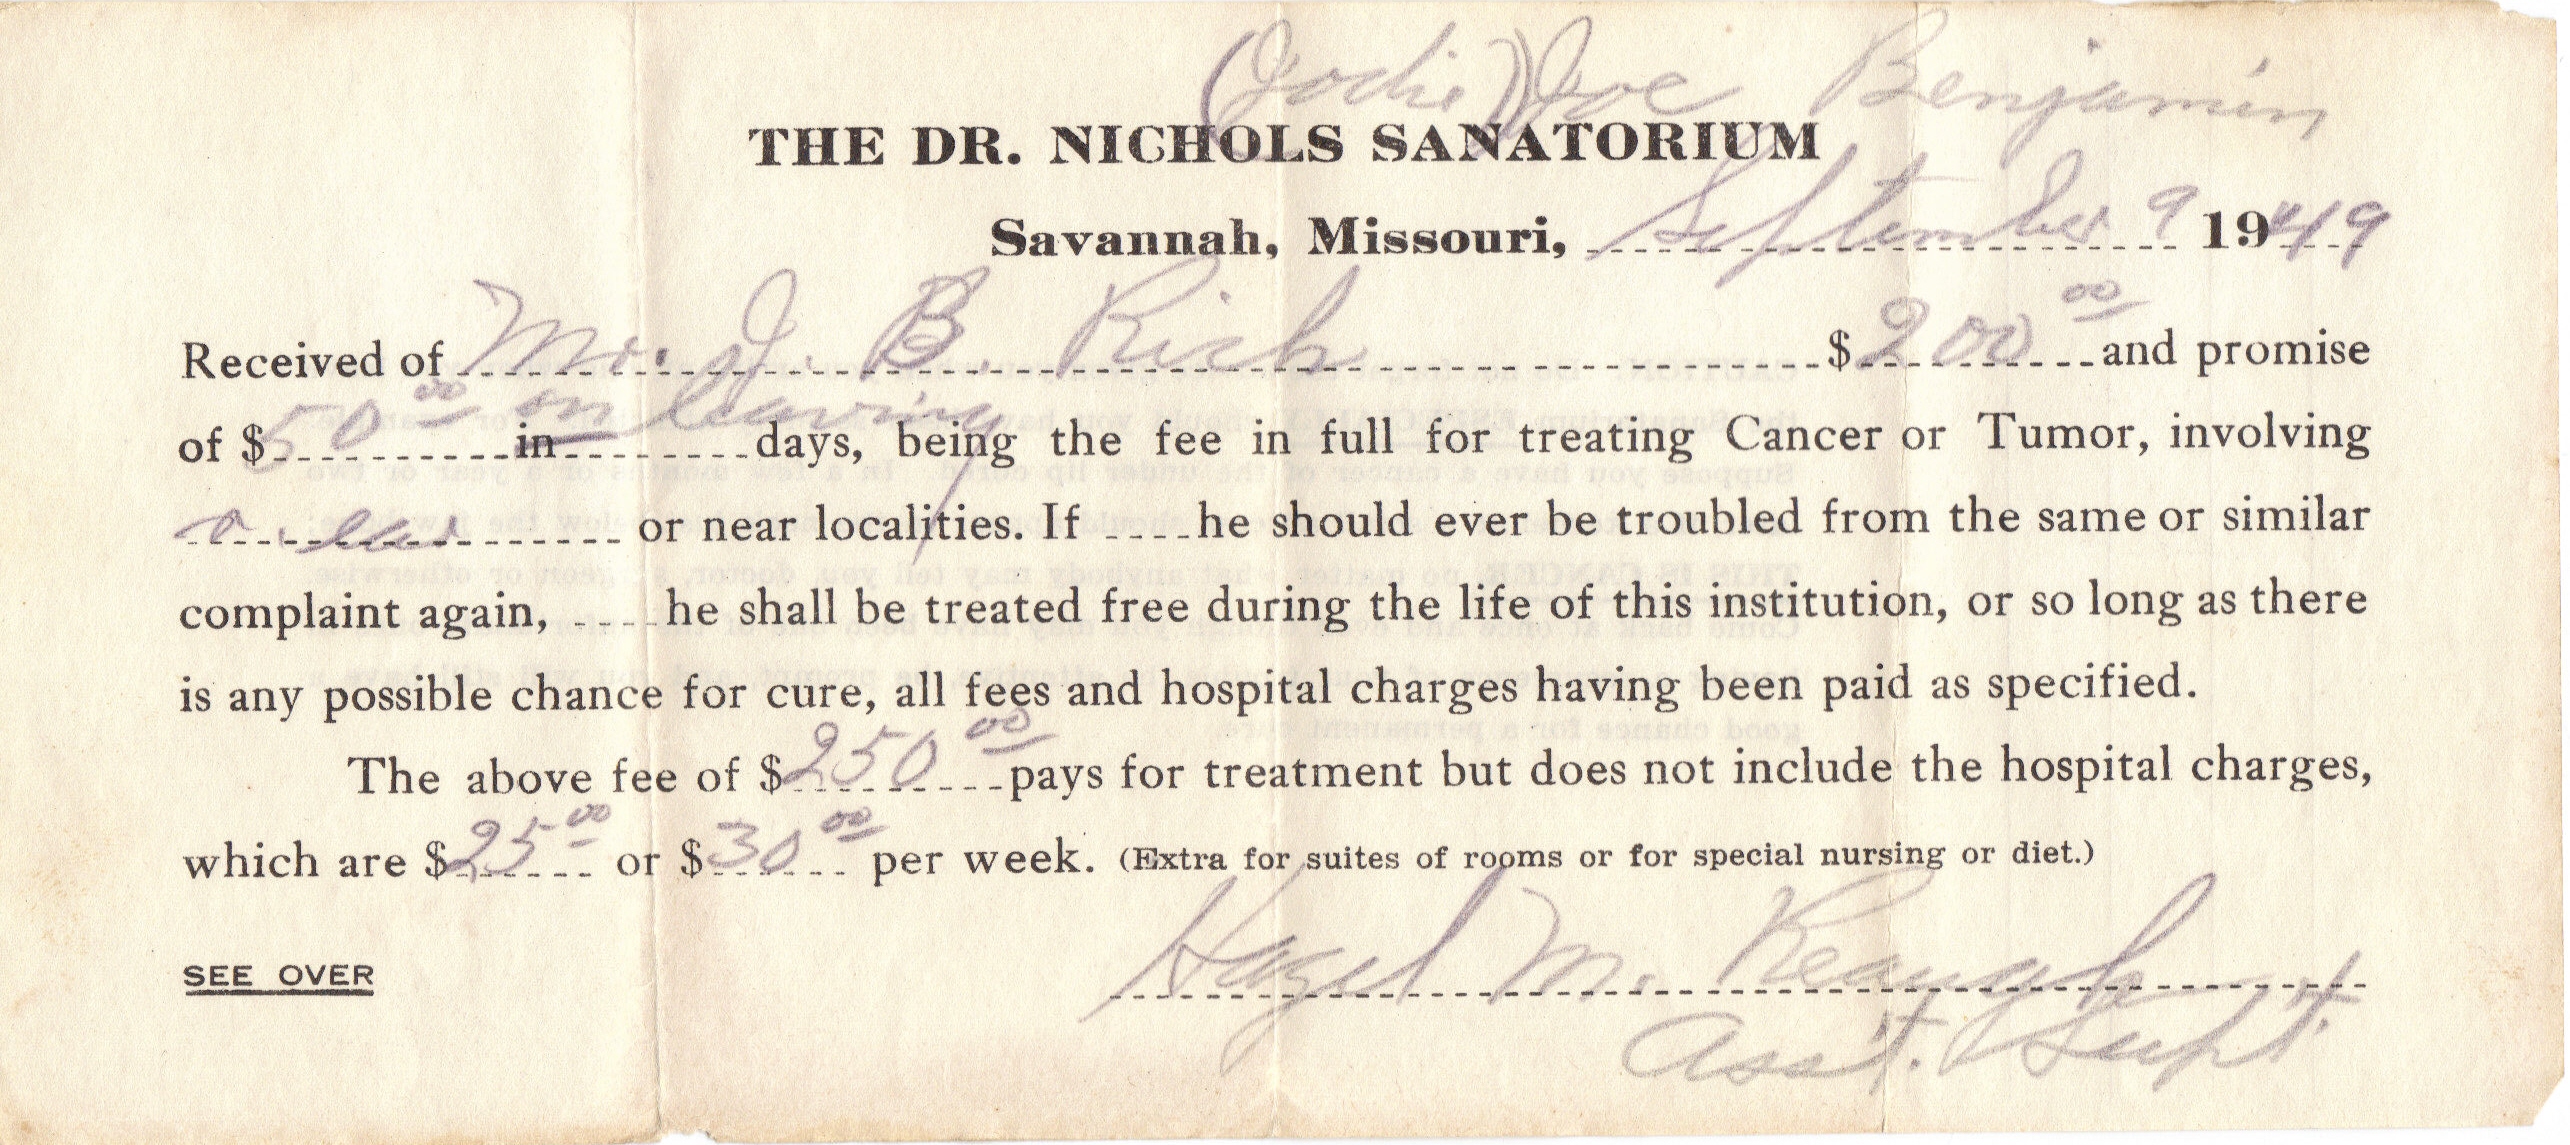 (Jodie) Joe Benjamin
THE DR. NICHOLS SANATORIUM
Savannah, Missouri, September 9 1949
Received of Mr. J. B. Rich $200.00 and promise
of $50.00 in on leaving days, being the fee in full for treating Cancer or Tumor, involving
or near localities. If ----he should ever be troubled from the same or similar
complaint again, ----he shall be treated free during the life of this institution, or so long as there
is any possible chance for cure, all fees and hospital charges having been paid as specified.
The above fee of $250.00 pays for treatment but does not include the hospital charges,
which are $25.00 or $30.00 per week. (Extra for suites of rooms or for special nursing or diet.)
SEE OVER
Hazel M.
Ass't. Supt.